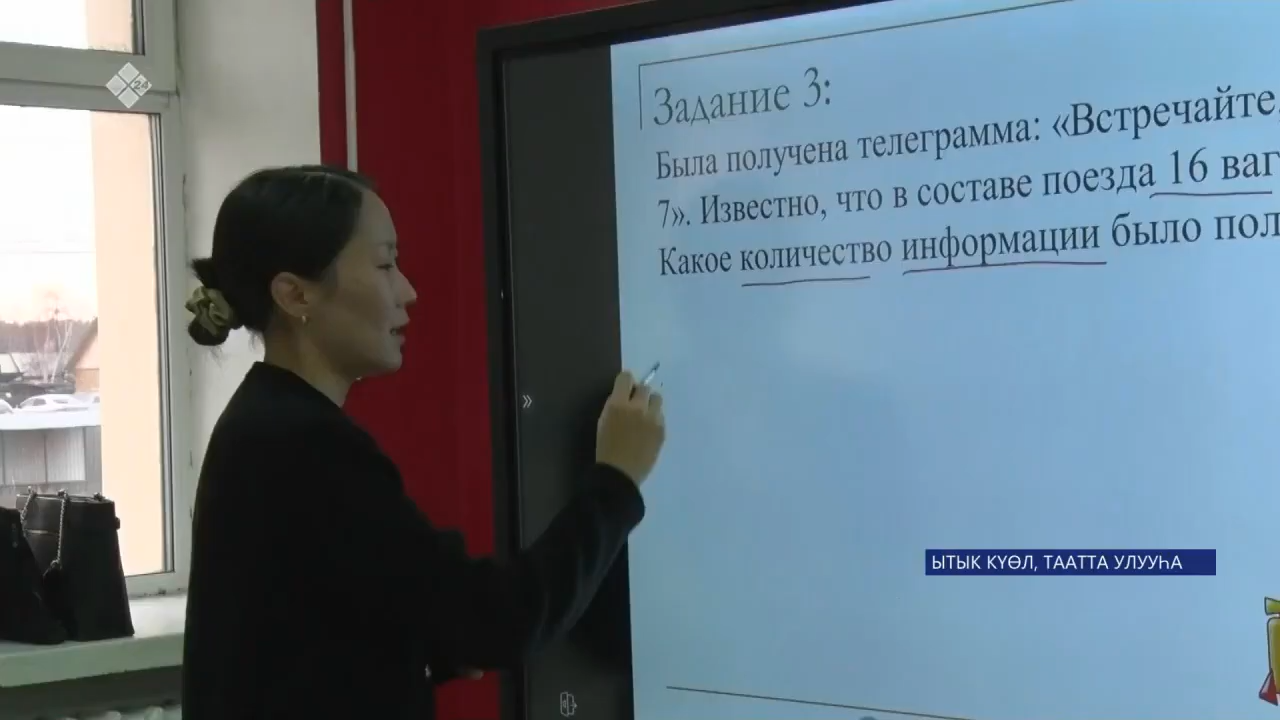 24
Задание 3:
Была получена телеграмма: «Встречайте,
7». Известно, что в составе поезда 16 ваг
Какое количество информации было пол
ЫТЫК КҮӨЛ, ТААТТА УЛУУҺА